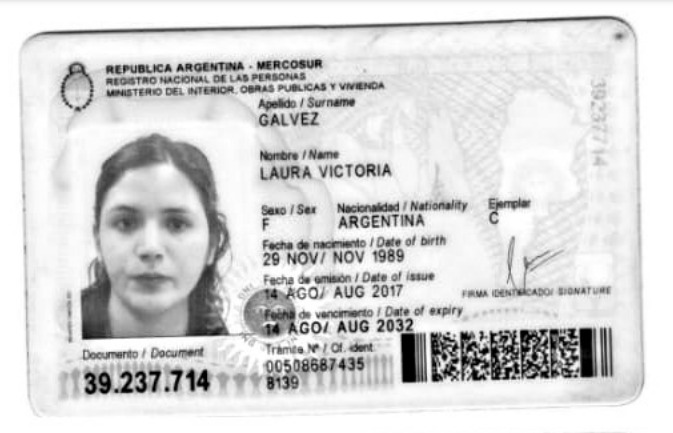 REPUBLICA ARGENTINA - MERCOSUR
REGISTRO NACIONAL DE LAS PERSONAS
MINISTERIO DEL INTERIOR, OBRAS PUBLICAS Y VIVIENDA
Apellido / Surname
GALVEZ
Nombre / Name
LAURA VICTORIA
Sexo / Sex Nacionalidad / Nationality Ejemplar
F ARGENTINA C
Fecha de nacimiento / Date of birth
29 NOV/ NOV 1989
Fecha de emisión / Date of issue
14 AGO/ AUG 2017
FIRMA IDENTIFICADO/ SIGNATURE
Fecha de vencimiento / Date of expiry
14 AGO/ AUG 2032
Documento / Document
39.237.714
Trámite Nº / Of. ident.
00508687435
8139
39237714